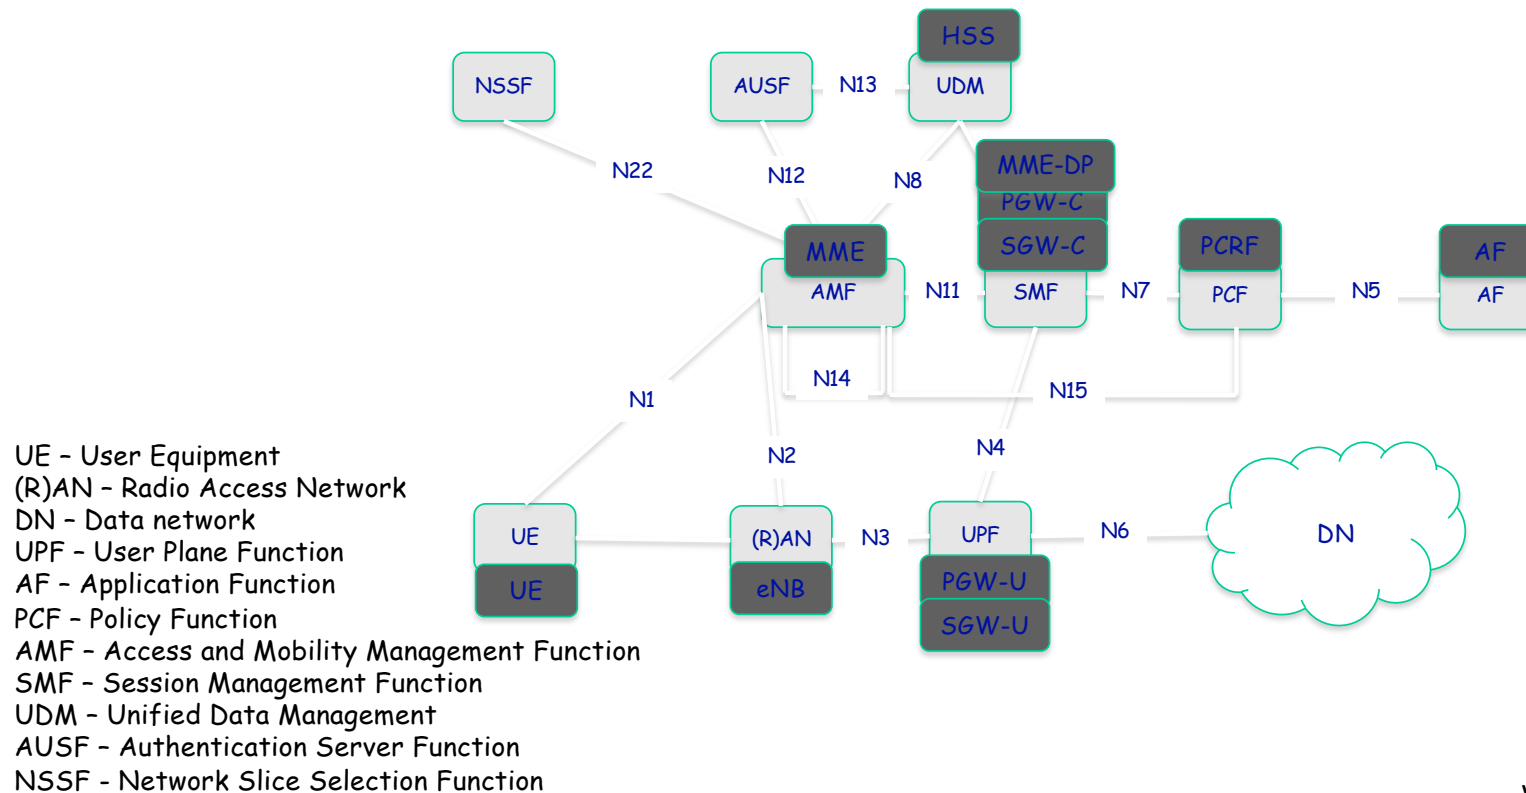 HSS
NSSF
AUSF
N13
UDM
N22
N12
N8
MME-DP
PGW-C
SGW-C
MME
PCRF
AF
AMF
N11
SMF
N7
PCF
N5
AF
N14
N15
N1
N2
N4
UE
(R)AN
N3
UPF
N6
DN
UE
eNB
PGW-U
SGW-U
UE – User Equipment
(R)AN – Radio Access Network
DN – Data network
UPF – User Plane Function
AF – Application Function
PCF – Policy Function
AMF – Access and Mobility Management Function
SMF – Session Management Function
UDM – Unified Data Management
AUSF – Authentication Server Function
NSSF - Network Slice Selection Function